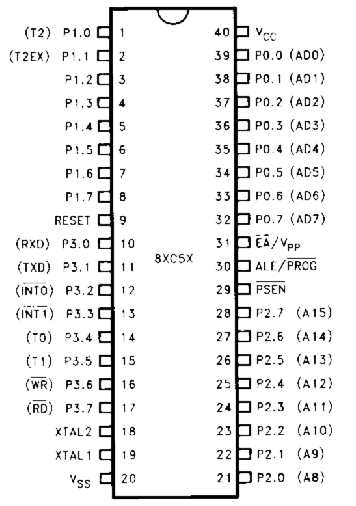 (T2) P1.0 1 40 VCC
(T2EX) P1.1 2 39 P0.0 (AD0)
P1.2 3 38 P0.1 (AD1)
P1.3 4 37 P0.2 (AD2)
P1.4 5 36 P0.3 (AD3)
P1.5 6 35 P0.4 (AD4)
P1.6 7 34 P0.5 (AD5)
P1.7 8 33 P0.6 (AD6)
RESET 9 32 P0.7 (AD7)
(RXD) P3.0 10 31 E̅A̅/VPP
(TXD) P3.1 11 8XC5X 30 ALE/P̅R̅O̅G̅
(I̅N̅T̅0̅) P3.2 12 29 P̅S̅E̅N̅
(I̅N̅T̅1̅) P3.3 13 28 P2.7 (A15)
(T0) P3.4 14 27 P2.6 (A14)
(T1) P3.5 15 26 P2.5 (A13)
(W̅R̅) P3.6 16 25 P2.4 (A12)
(R̅D̅) P3.7 17 24 P2.3 (A11)
XTAL2 18 23 P2.2 (A10)
XTAL1 19 22 P2.1 (A9)
VSS 20 21 P2.0 (A8)